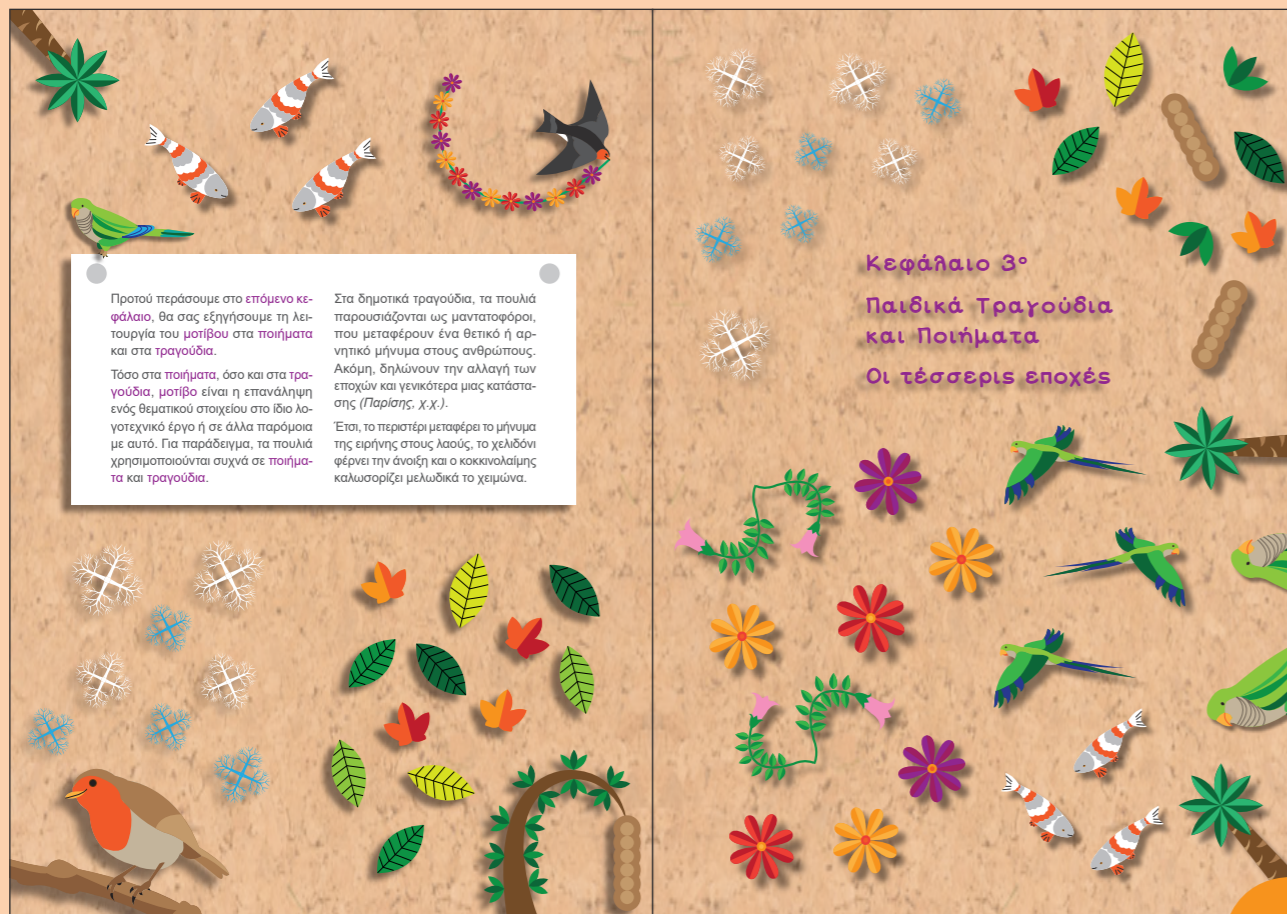 Προτού περάσουμε στο επόμενο κε-
φάλαιο, θα σας εξηγήσουμε τη λει-
τουργία του μοτίβου στα ποιήματα
και στα τραγούδια.
Τόσο στα ποιήματα, όσο και στα τρα-
γούδια, μοτίβο είναι η επανάληψη
ενός θεματικού στοιχείου στο ίδιο λο-
γοτεχνικό έργο ή σε άλλα παρόμοια
με αυτό. Για παράδειγμα, τα πουλιά
χρησιμοποιούνται συχνά σε ποιήμα-
τα και τραγούδια.
Στα δημοτικά τραγούδια, τα πουλιά
παρουσιάζονται ως μαντατοφόροι,
που μεταφέρουν ένα θετικό ή αρ-
νητικό μήνυμα στους ανθρώπους.
Ακόμη, δηλώνουν την αλλαγή των
εποχών και γενικότερα μιας κατάστα-
σης (Παρίσης, χ.χ.).
Έτσι, το περιστέρι μεταφέρει το μήνυμα
της ειρήνης στους λαούς, το χελιδόνι
φέρνει την άνοιξη και ο κοκκινολαίμης
καλωσορίζει μελωδικά το χειμώνα.
Κεφάλαιο 3ο
Παιδικά Τραγούδια
και Ποιήματα
Οι τέσσερις εποχές